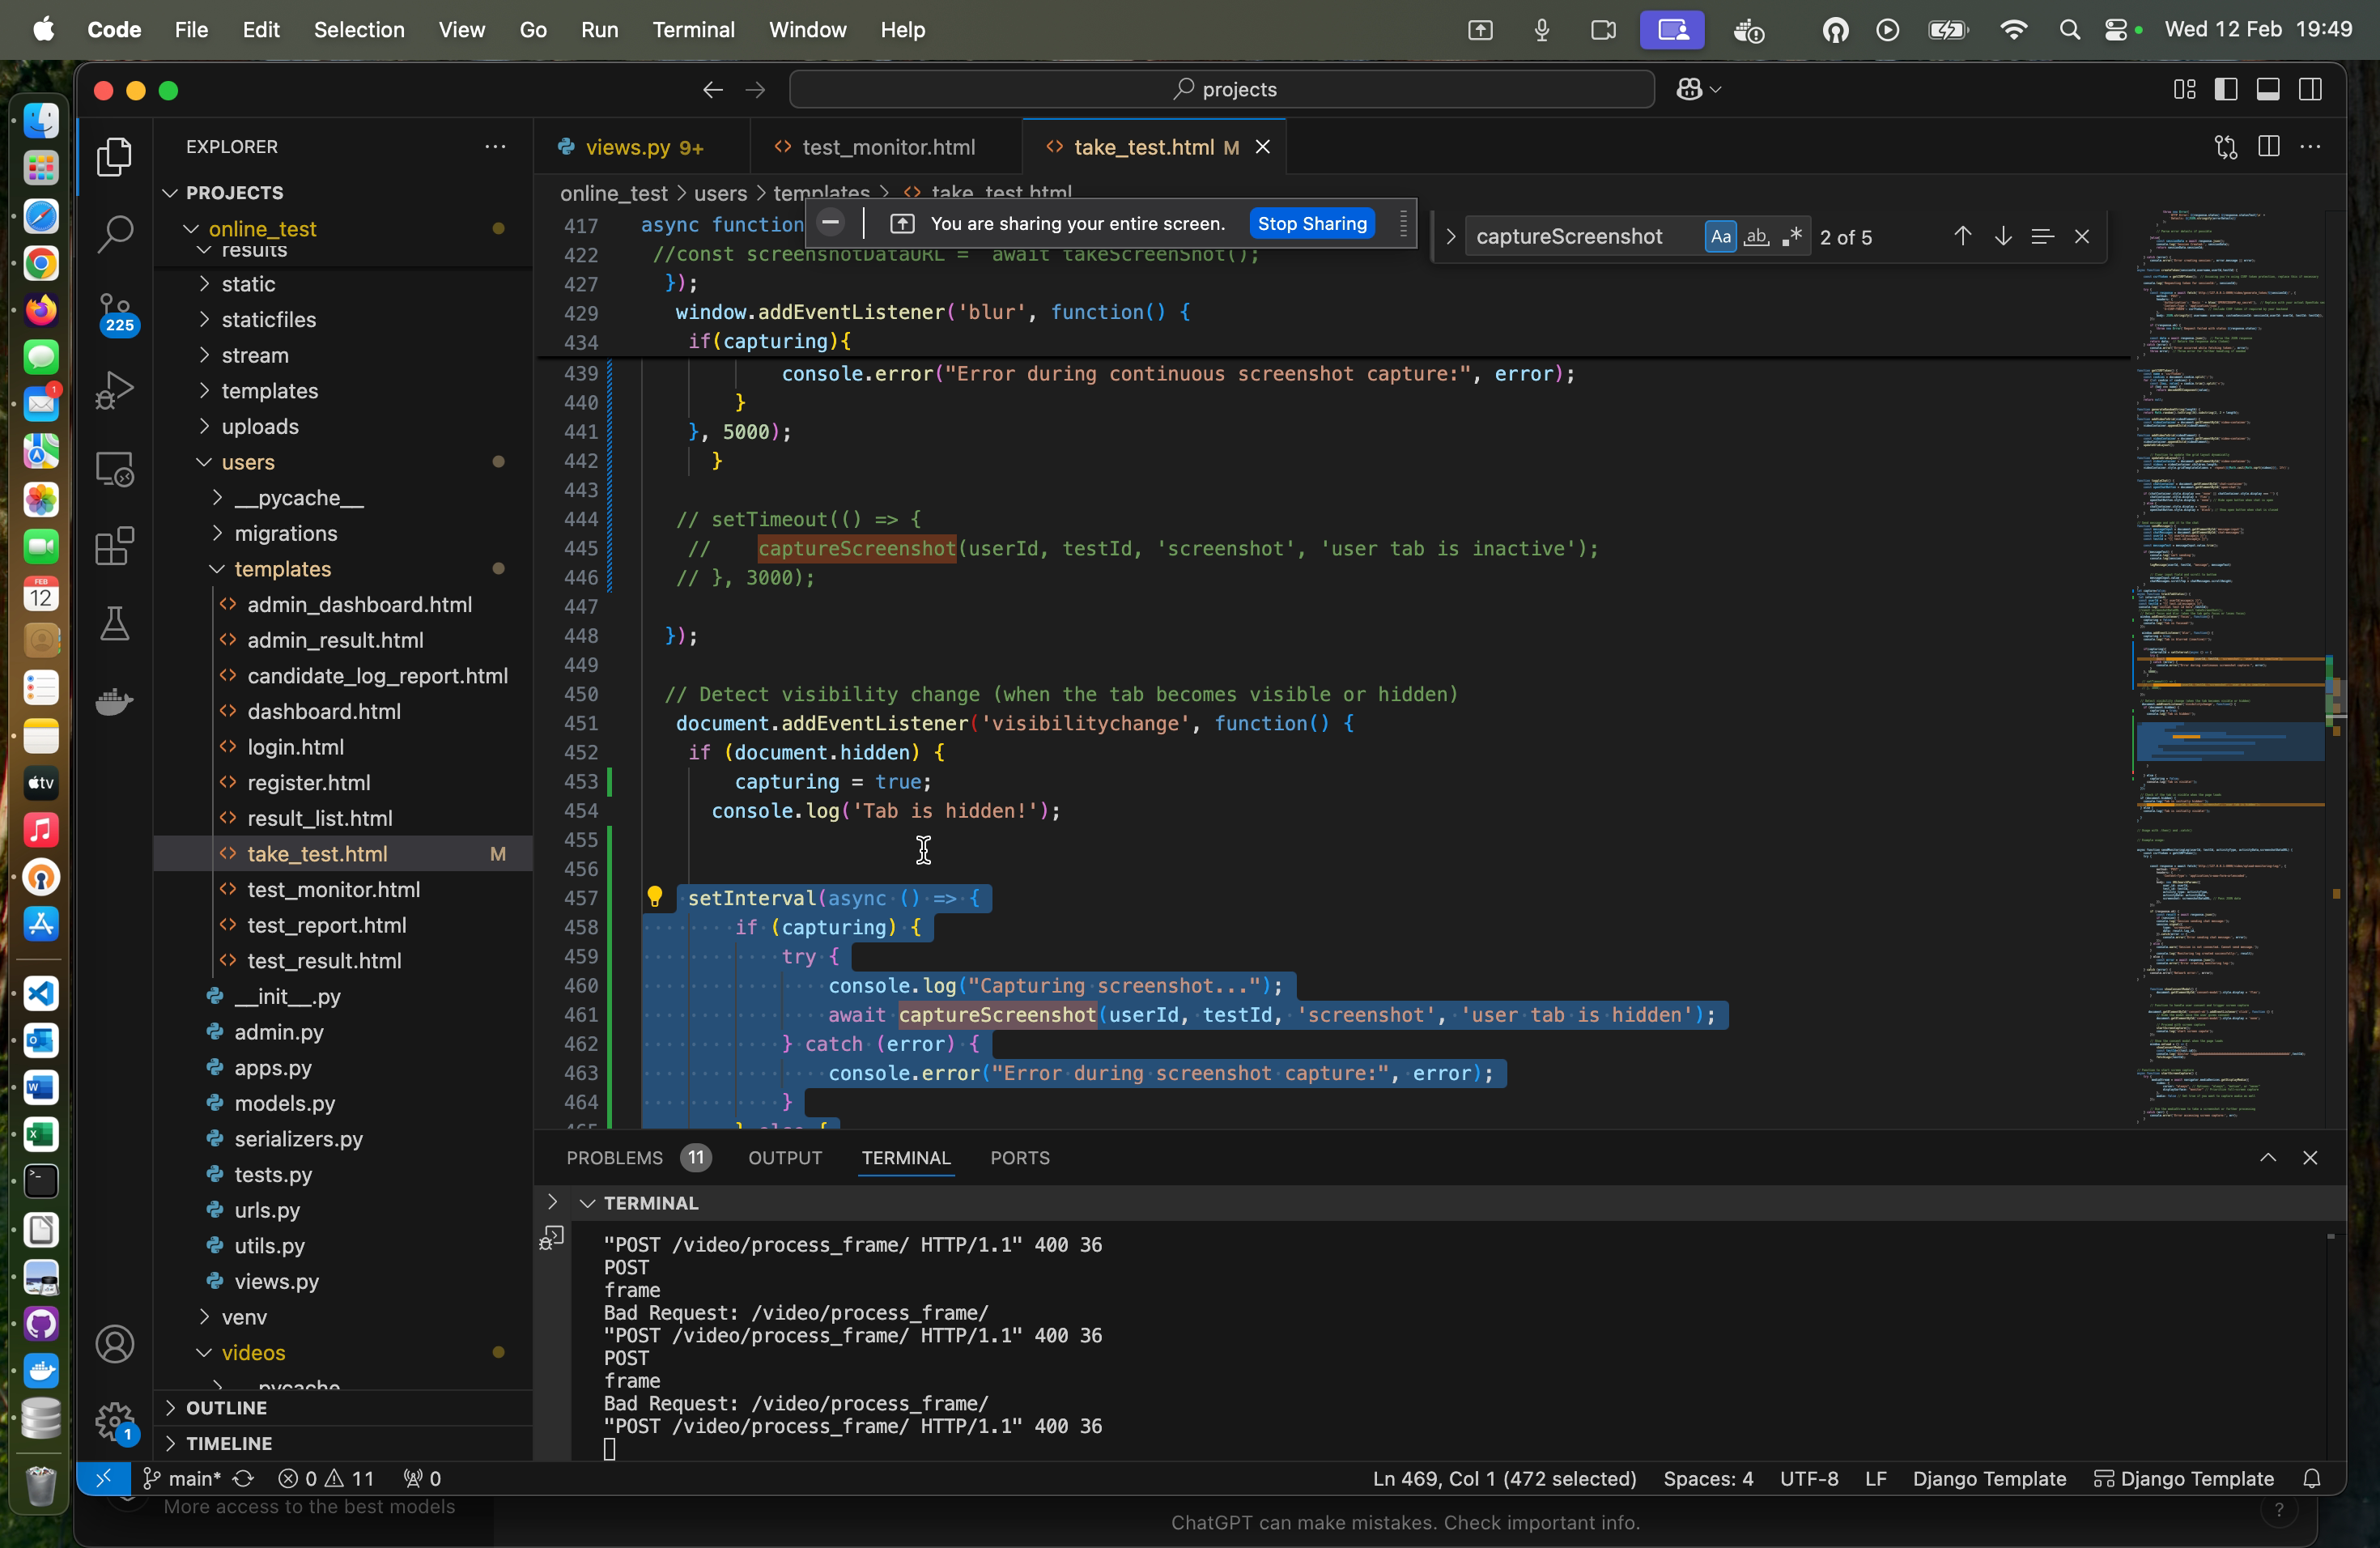 Code File Edit Selection View Go Run Terminal Window Help Wed 12 Feb 19:49
projects
EXPLORER
PROJECTS
online_test
results
static
staticfiles
stream
templates
uploads
users
__pycache__
migrations
templates
admin_dashboard.html
admin_result.html
candidate_log_report.html
dashboard.html
login.html
register.html
result_list.html
take_test.html M
test_monitor.html
test_report.html
test_result.html
__init__.py
admin.py
apps.py
models.py
serializers.py
tests.py
urls.py
utils.py
views.py
venv
videos
OUTLINE
TIMELINE
225
1
1
FEB
12
tv
views.py 9+ test_monitor.html take_test.html M
online_test > users > templates > take_test.html
You are sharing your entire screen. Stop Sharing
captureScreenshot Aa ab 2 of 5
417 async function
422 //const screenshotDataURL = await takeScreenShot();
427 });
429 window.addEventListener('blur', function() {
434 if(capturing){
439 console.error("Error during continuous screenshot capture:", error);
440 }
441 }, 5000);
442 }
443
444 // setTimeout(() => {
445 // captureScreenshot(userId, testId, 'screenshot', 'user tab is inactive');
446 // }, 3000);
447
448 });
449
450 // Detect visibility change (when the tab becomes visible or hidden)
451 document.addEventListener('visibilitychange', function() {
452 if (document.hidden) {
453 capturing = true;
454 console.log('Tab is hidden!');
455
456
457 setInterval(async () => {
458 if (capturing) {
459 try {
460 console.log("Capturing screenshot...");
461 await captureScreenshot(userId, testId, 'screenshot', 'user tab is hidden');
462 } catch (error) {
463 console.error("Error during screenshot capture:", error);
464 }
465 } else {
PROBLEMS 11 OUTPUT TERMINAL PORTS
TERMINAL
"POST /video/process_frame/ HTTP/1.1" 400 36
POST
frame
Bad Request: /video/process_frame/
"POST /video/process_frame/ HTTP/1.1" 400 36
POST
frame
Bad Request: /video/process_frame/
"POST /video/process_frame/ HTTP/1.1" 400 36
main* 0 11 0 Ln 469, Col 1 (472 selected) Spaces: 4 UTF-8 LF Django Template Django Template
More access to the best models
ChatGPT can make mistakes. Check important info.
?